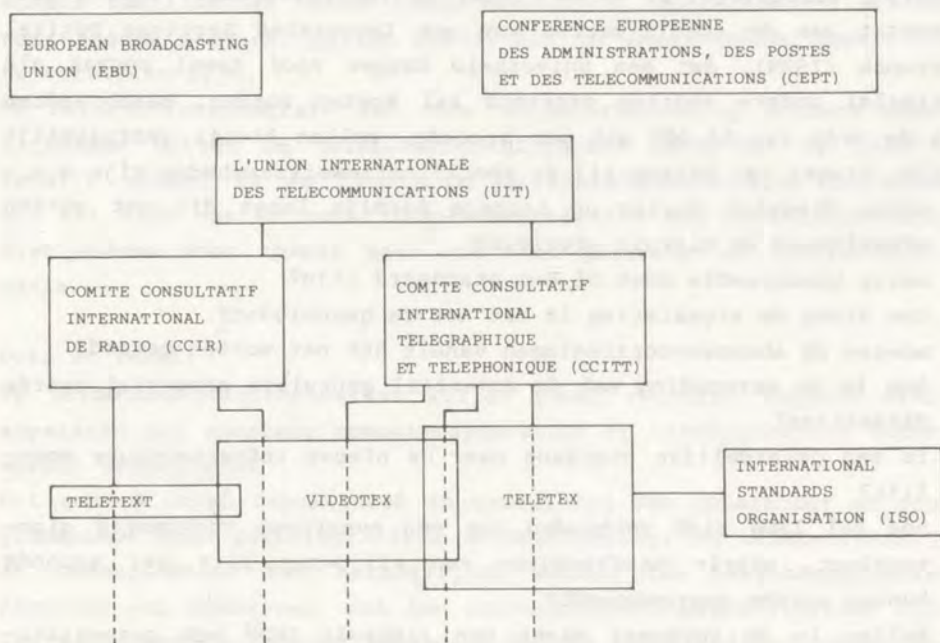 EUROPEAN BROADCASTING
UNION (EBU)
CONFERENCE EUROPEENNE
DES ADMINISTRATIONS, DES POSTES
ET DES TELECOMMUNICATIONS (CEPT)
L'UNION INTERNATIONALE
DES TELECOMMUNICATIONS (UIT)
COMITE CONSULTATIF
INTERNATIONAL
DE RADIO (CCIR)
COMITE CONSULTATIF
INTERNATIONAL
TELEGRAPHIQUE
ET TELEPHONIQUE (CCITT)
TELETEXT
VIDEOTEX
TELETEX
INTERNATIONAL
STANDARDS
ORGANISATION (ISO)